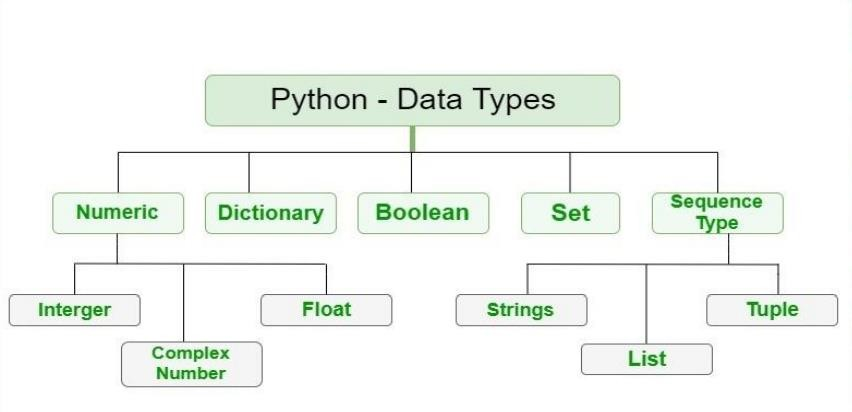 Python - Data Types
Numeric
Dictionary
Boolean
Set
Sequence
Type
Interger
Complex
Number
Float
Strings
List
Tuple